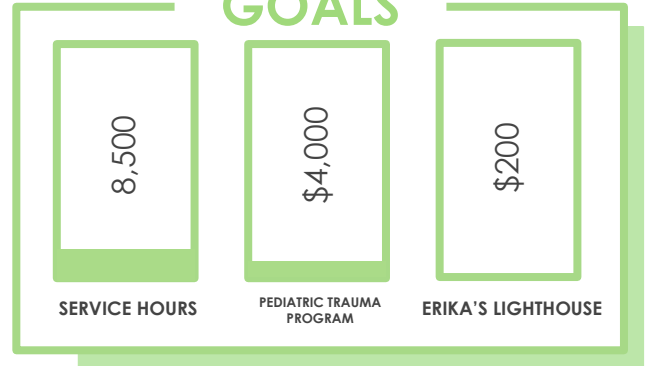 GOALS
8,500
$4,000
$200
SERVICE HOURS
PEDIATRIC TRAUMA
PROGRAM
ERIKA'S LIGHTHOUSE